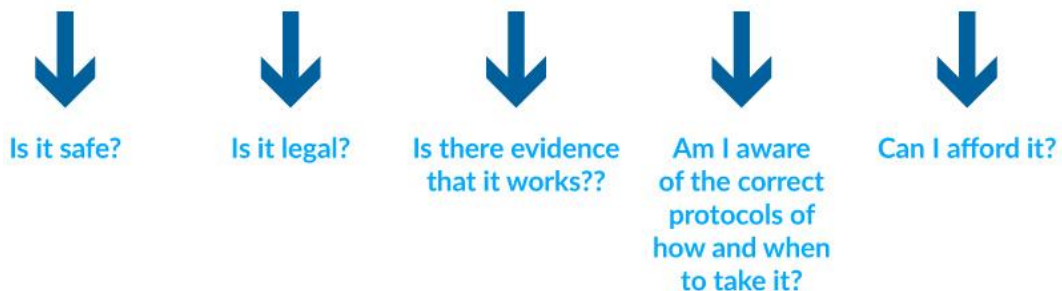 Is it safe?
Is it legal?
Is there evidence
that it works??
Am I aware
of the correct
protocols of
how and when
to take it?
Can I afford it?